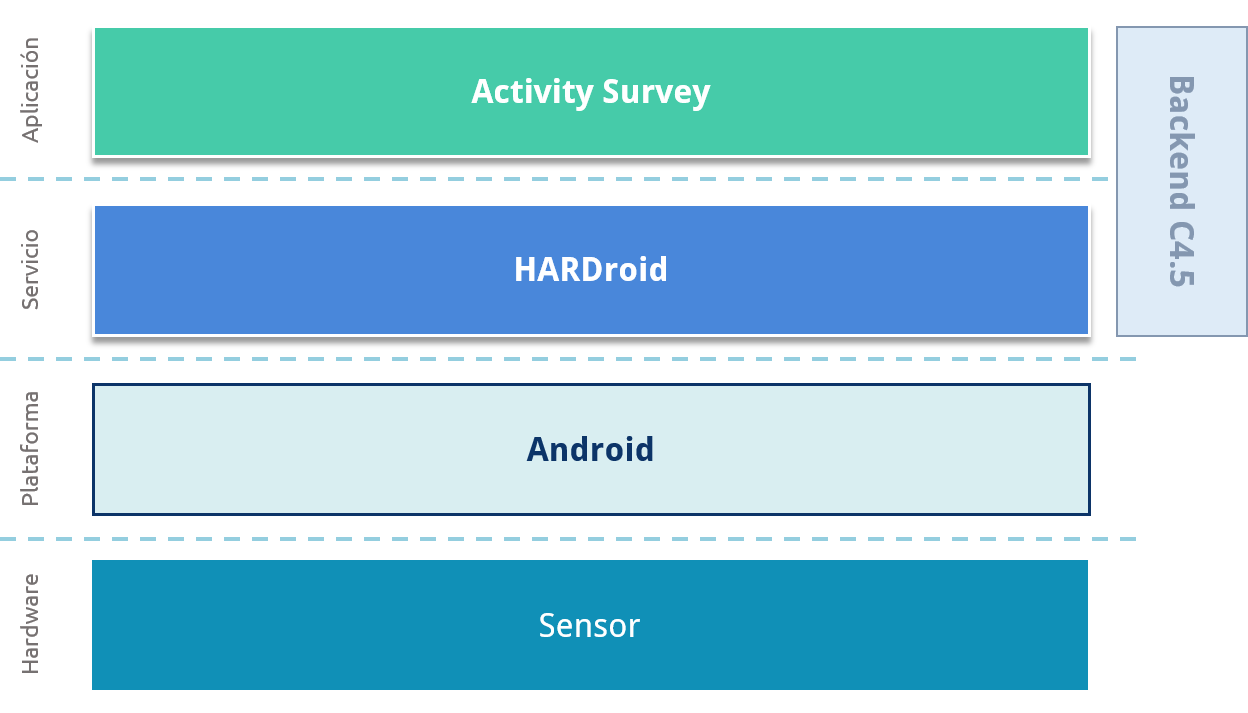 Aplicación
Activity Survey
Backend C4.5
Servicio
HARDroid
Plataforma
Android
Hardware
Sensor